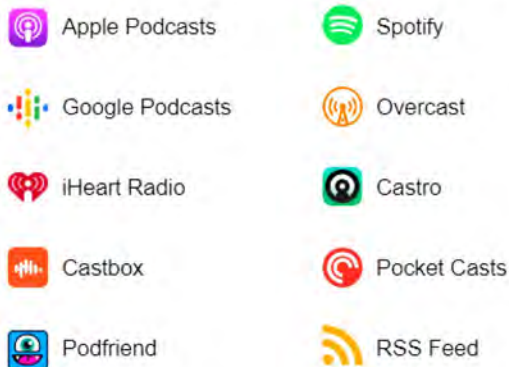 Apple Podcasts
Spotify
Google Podcasts
Overcast
iHeart Radio
Castro
Castbox
Pocket Casts
Podfriend
RSS Feed